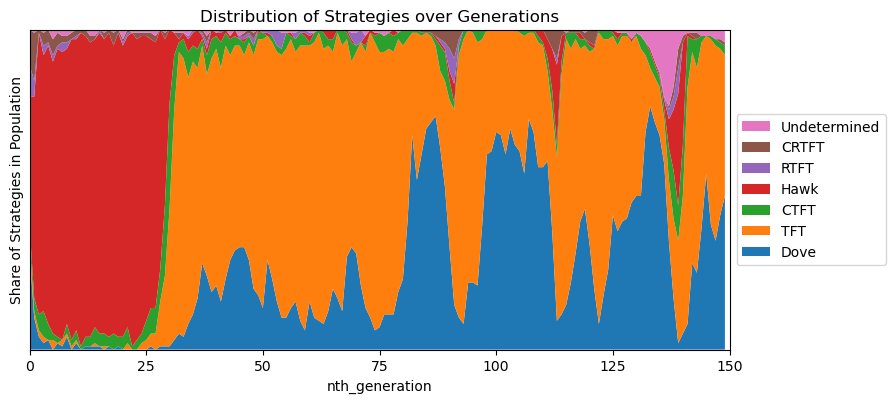 Distribution of Strategies over Generations
Share of Strategies in Population
Undetermined
CRTFT
RTFT
Hawk
CTFT
TFT
Dove
0 25 50 75 100 125 150
nth_generation